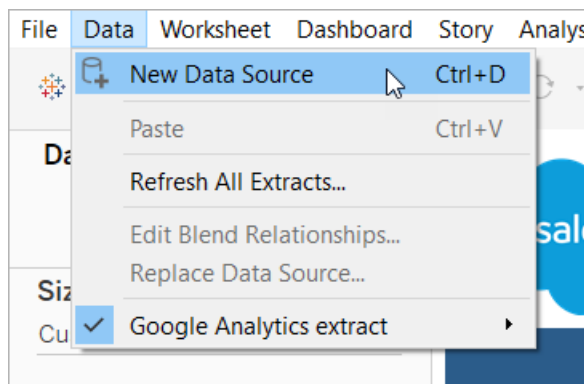 File Data Worksheet Dashboard Story Analys
New Data Source Ctrl+D
Paste Ctrl+V
Da
Refresh All Extracts...
Edit Blend Relationships...
sale
Replace Data Source...
Siz
Google Analytics extract
Cu